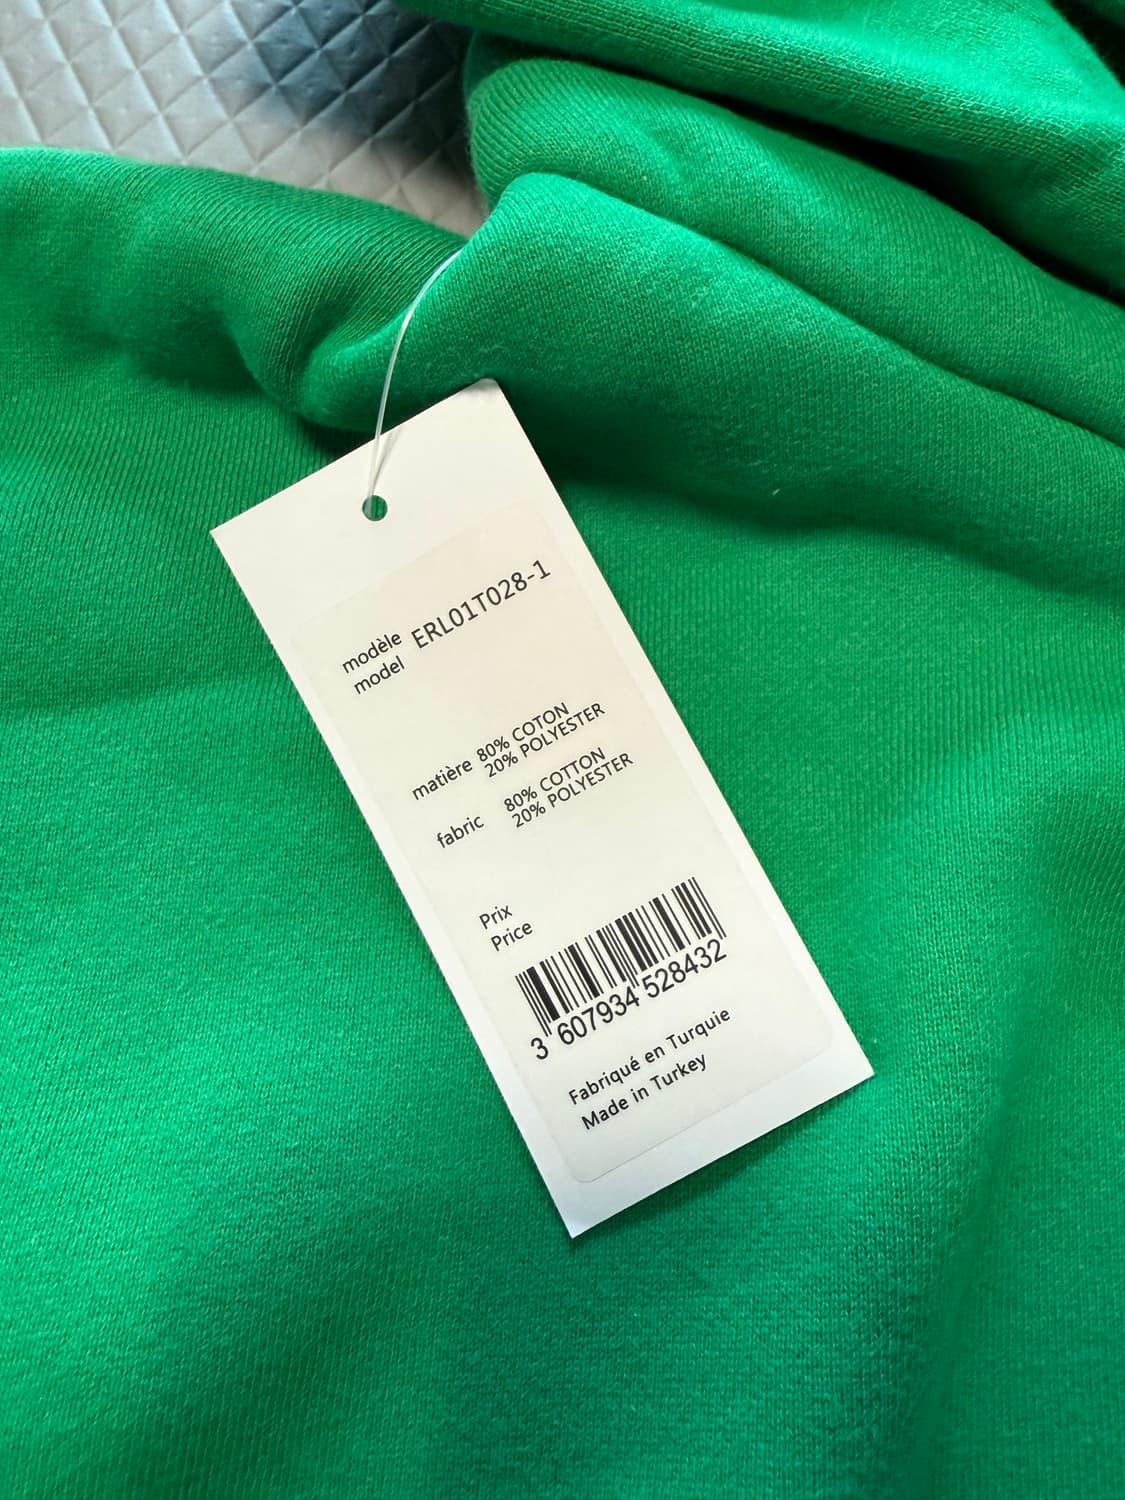 modèle ERL01T028-1
model
matière 80% COTON
20% POLYESTER
fabric 80% COTTON
20% POLYESTER
Prix
Price
3 607934 528432
Fabriqué en Turquie
Made in Turkey